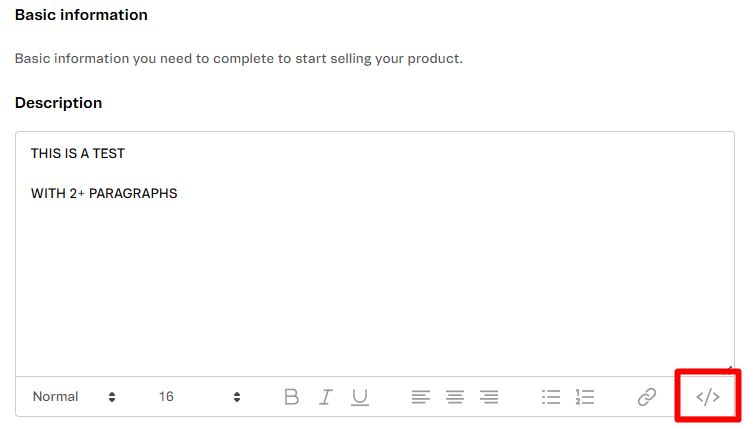 Basic information
Basic information you need to complete to start selling your product.
Description
THIS IS A TEST
WITH 2+ PARAGRAPHS
Normal 16 B I U </>